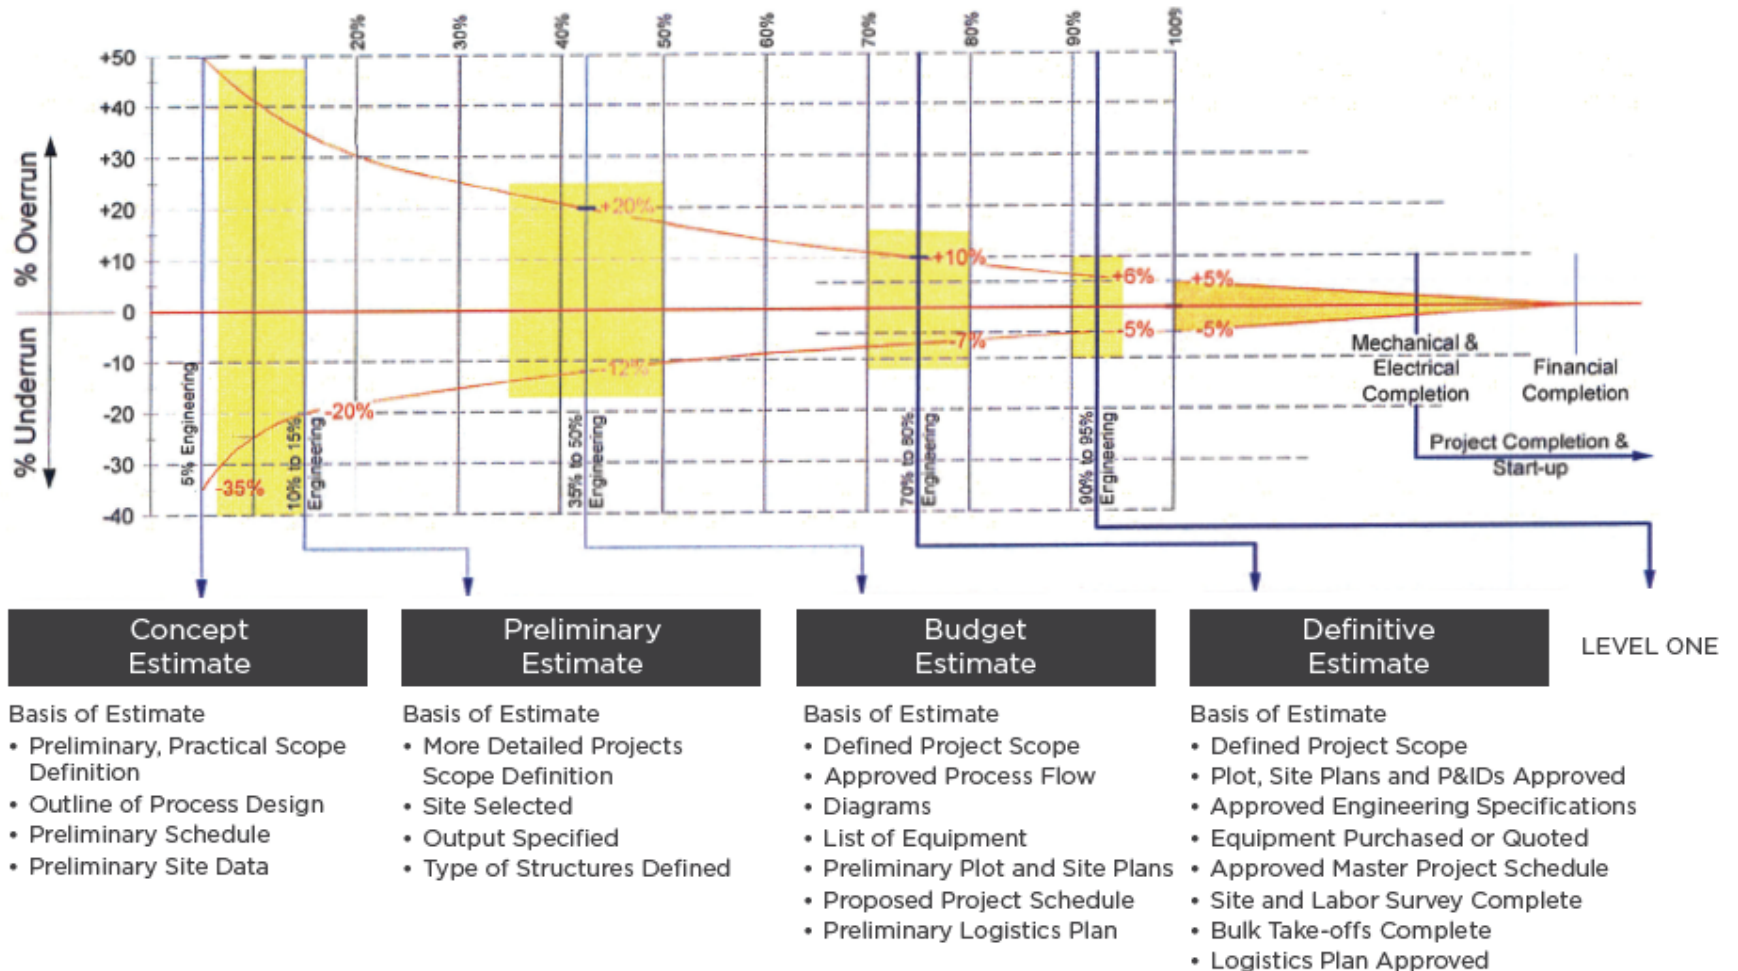 20%
30%
40%
50%
60%
70%
80%
90%
100%
+50
+40
+30
+20
+10
0
-10
-20
-30
-40
% Overrun
% Underrun
+20%
+10%
+6%
+5%
-35%
-20%
-12%
-7%
-5%
-5%
5% Engineering
10% to 15%
Engineering
35% to 50%
Engineering
70% to 80%
Engineering
90% to 95%
Engineering
Mechanical &
Electrical
Completion
Financial
Completion
Project Completion &
Start-up
Concept
Estimate
Basis of Estimate
• Preliminary, Practical Scope
Definition
• Outline of Process Design
• Preliminary Schedule
• Preliminary Site Data
Preliminary
Estimate
Basis of Estimate
• More Detailed Projects
Scope Definition
• Site Selected
• Output Specified
• Type of Structures Defined
Budget
Estimate
Basis of Estimate
• Defined Project Scope
• Approved Process Flow
• Diagrams
• List of Equipment
• Preliminary Plot and Site Plans
• Proposed Project Schedule
• Preliminary Logistics Plan
Definitive
Estimate
Basis of Estimate
• Defined Project Scope
• Plot, Site Plans and P&IDs Approved
• Approved Engineering Specifications
• Equipment Purchased or Quoted
• Approved Master Project Schedule
• Site and Labor Survey Complete
• Bulk Take-offs Complete
• Logistics Plan Approved
LEVEL ONE